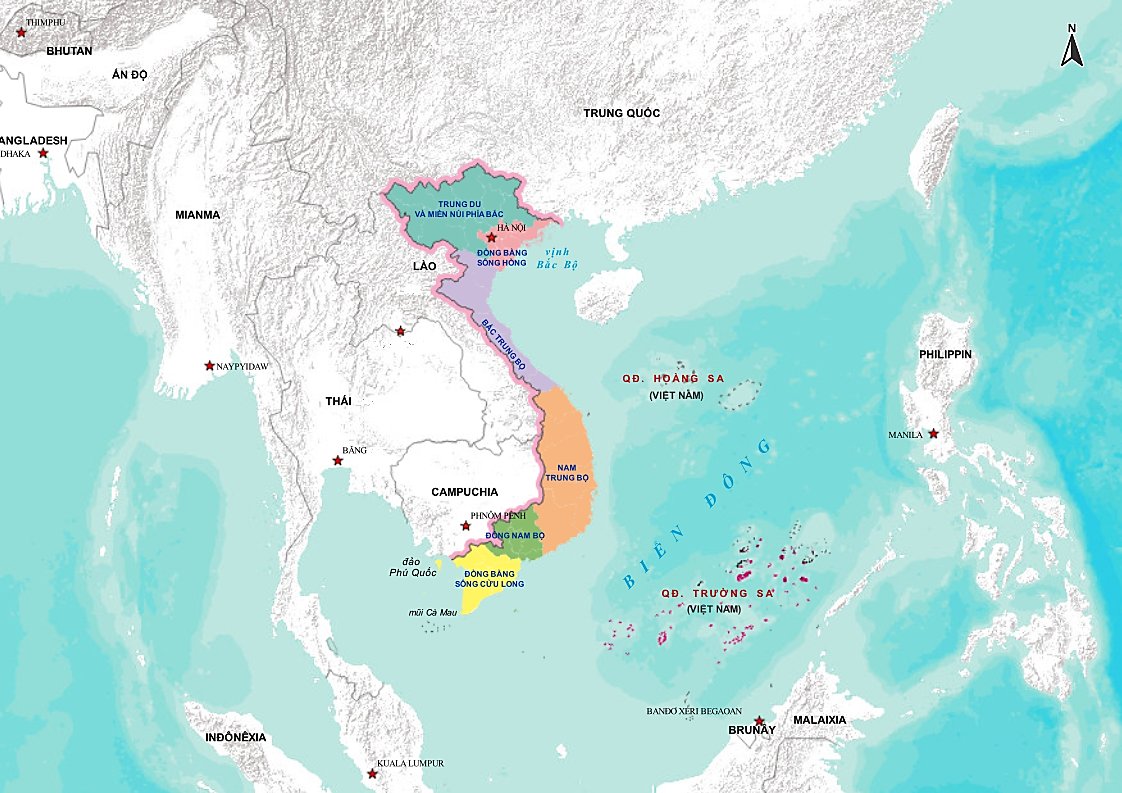 THIMPHU
BHUTAN
ẤN ĐỘ
N
TRUNG QUỐC
ANGLADESH
DHAKA
MIANMA
TRUNG DU
VÀ MIỀN NÚI PHÍA BẮC
HÀ NỘI
ĐỒNG BẰNG
SÔNG HỒNG
vịnh
Bắc Bộ
LÀO
BẮC TRUNG BỘ
NAYPYIDAW
PHILIPPIN
QĐ. HOÀNG SA
(VIỆT NAM)
THÁI
MANILA
BĂNG
BIỂN ĐÔNG
NAM
TRUNG BỘ
CAMPUCHIA
PHNÔM PÊNH
ĐÔNG NAM BỘ
đảo
Phú Quốc
ĐỒNG BẰNG
SÔNG CỬU LONG
QĐ. TRƯỜNG SA
(VIỆT NAM)
mũi Cà Mau
BANĐƠ XÊRI BEGAOAN
MALAIXIA
BRUNÂY
INĐÔNÊXIA
KUALA LUMPUR